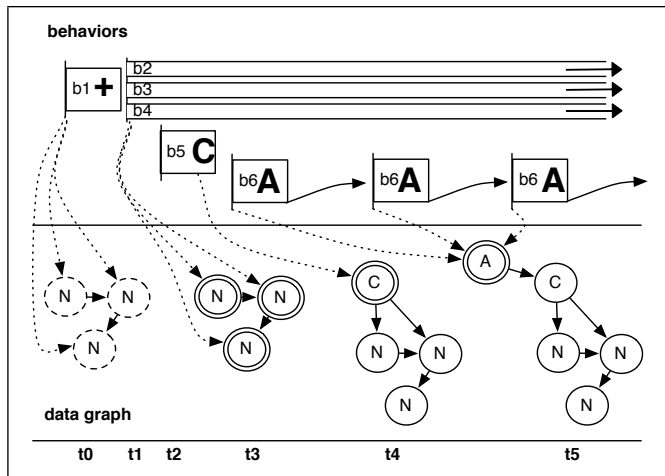 behaviors
b1 +
b2
b3
b4
b5 C
b6 A
b6 A
b6 A
A
N
N
N
N
N
N
C
N
N
N
C
N
N
N
data graph
t0 t1 t2 t3 t4 t5